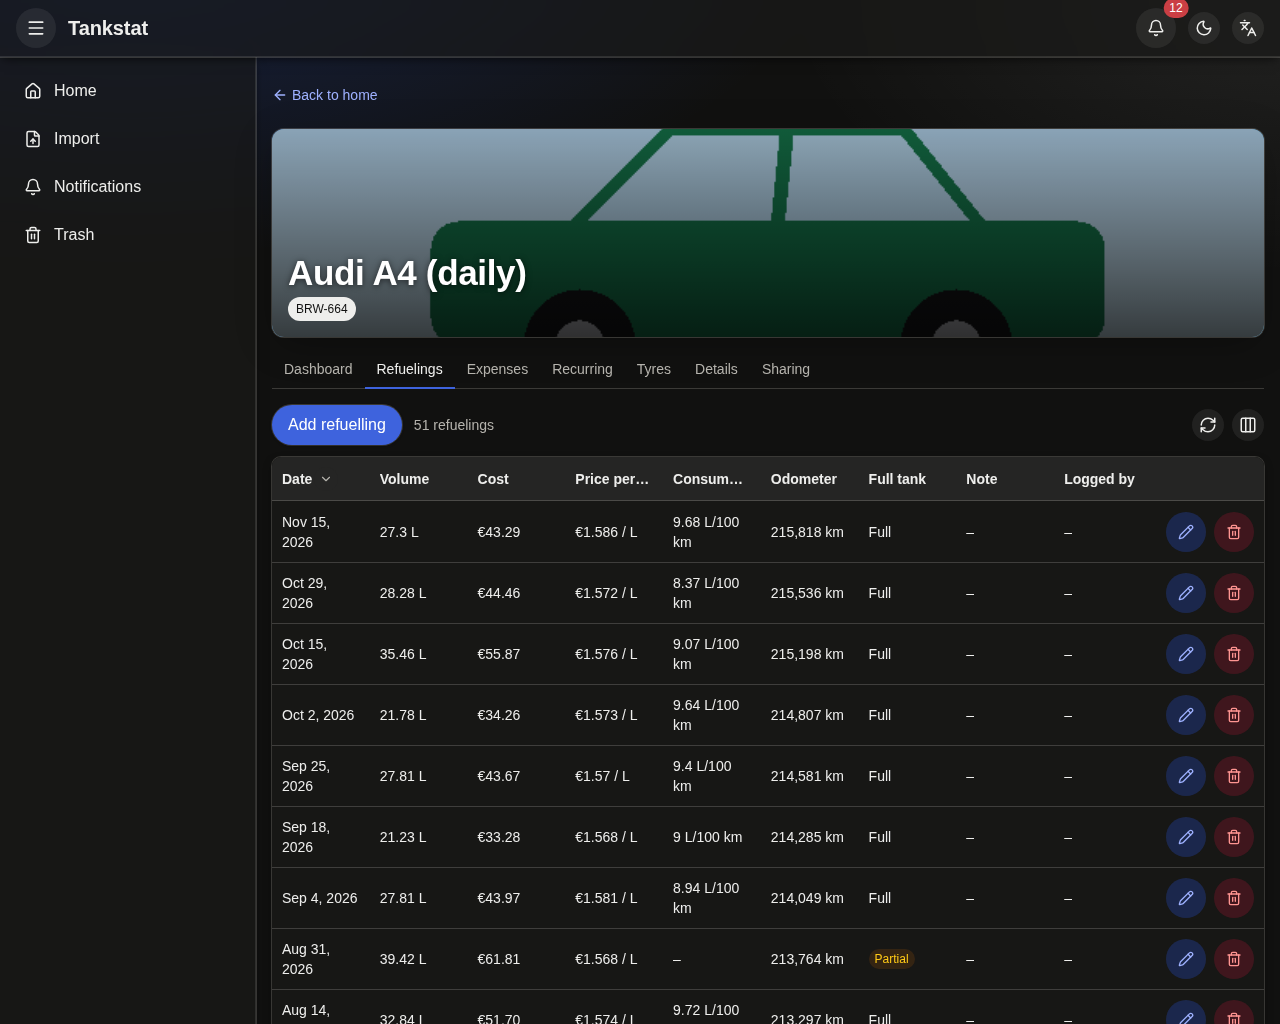 Tankstat
12
Home
Import
Notifications
Trash
Back to home
Audi A4 (daily)
BRW-664
Dashboard Refuelings Expenses Recurring Tyres Details Sharing
Add refuelling 51 refuelings
Date Volume Cost Price per… Consum… Odometer Full tank Note Logged by
Nov 15, 2026 27.3 L €43.29 €1.586 / L 9.68 L/100 km 215,818 km Full – –
Oct 29, 2026 28.28 L €44.46 €1.572 / L 8.37 L/100 km 215,536 km Full – –
Oct 15, 2026 35.46 L €55.87 €1.576 / L 9.07 L/100 km 215,198 km Full – –
Oct 2, 2026 21.78 L €34.26 €1.573 / L 9.64 L/100 km 214,807 km Full – –
Sep 25, 2026 27.81 L €43.67 €1.57 / L 9.4 L/100 km 214,581 km Full – –
Sep 18, 2026 21.23 L €33.28 €1.568 / L 9 L/100 km 214,285 km Full – –
Sep 4, 2026 27.81 L €43.97 €1.581 / L 8.94 L/100 km 214,049 km Full – –
Aug 31, 2026 39.42 L €61.81 €1.568 / L – 213,764 km Partial – –
Aug 14, 32.84 L €51.70 €1.574 / L 9.72 L/100 213,297 km Full – –